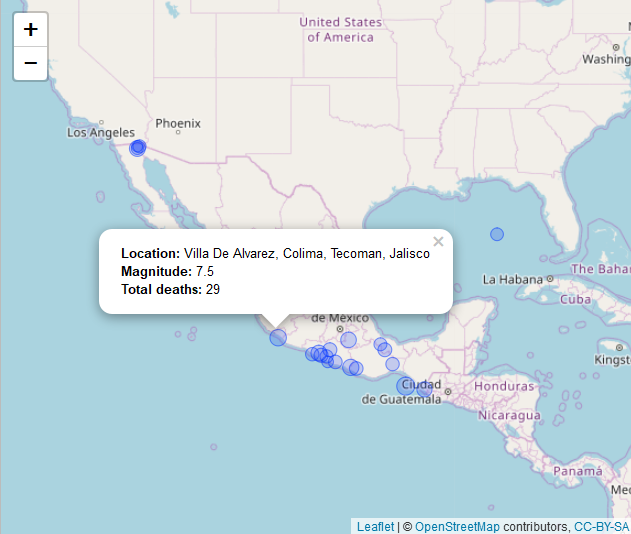 +
−
United States
of America
Washing
Los Angeles
Phoenix
×
Location: Villa De Alvarez, Colima, Tecoman, Jalisco
Magnitude: 7.5
Total deaths: 29
La Habana
The Baha
Cuba
de México
Kingst
Ciudad
de Guatemala
Honduras
Nicaragua
Panamá
Me
Leaflet | © OpenStreetMap contributors, CC-BY-SA